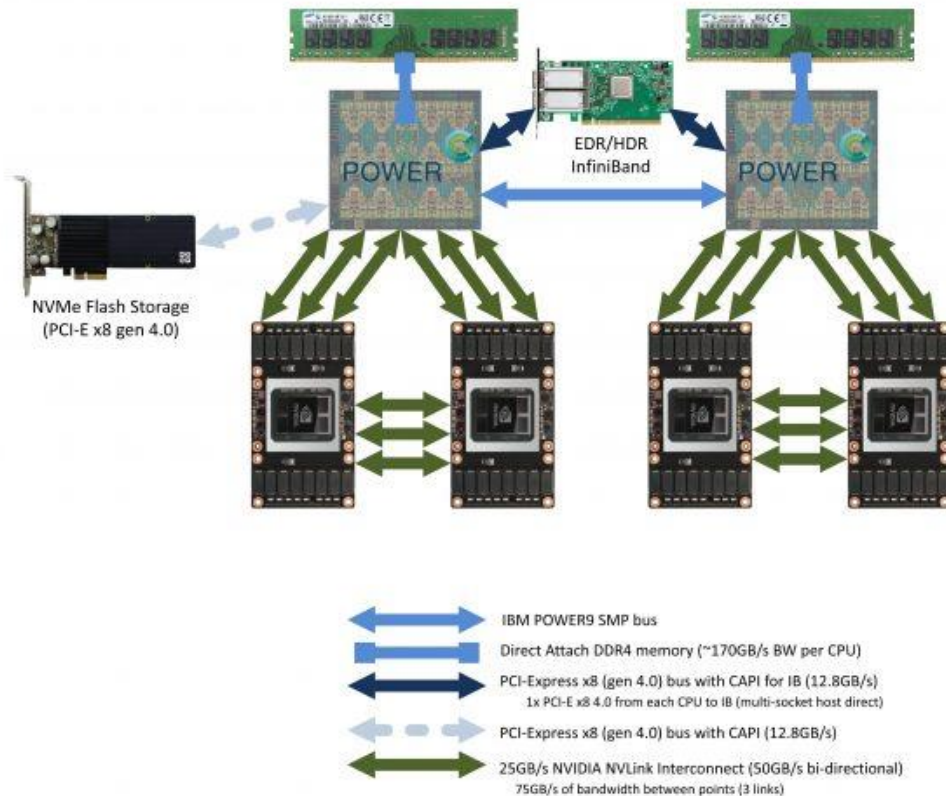 POWER
POWER
EDR/HDR
InfiniBand
NVMe Flash Storage
(PCI-E x8 gen 4.0)
IBM POWER9 SMP bus
Direct Attach DDR4 memory (~170GB/s BW per CPU)
PCI-Express x8 (gen 4.0) bus with CAPI for IB (12.8GB/s)
1x PCI-E x8 4.0 from each CPU to IB (multi-socket host direct)
PCI-Express x8 (gen 4.0) bus with CAPI (12.8GB/s)
25GB/s NVIDIA NVLink Interconnect (50GB/s bi-directional)
75GB/s of bandwidth between points (3 links)